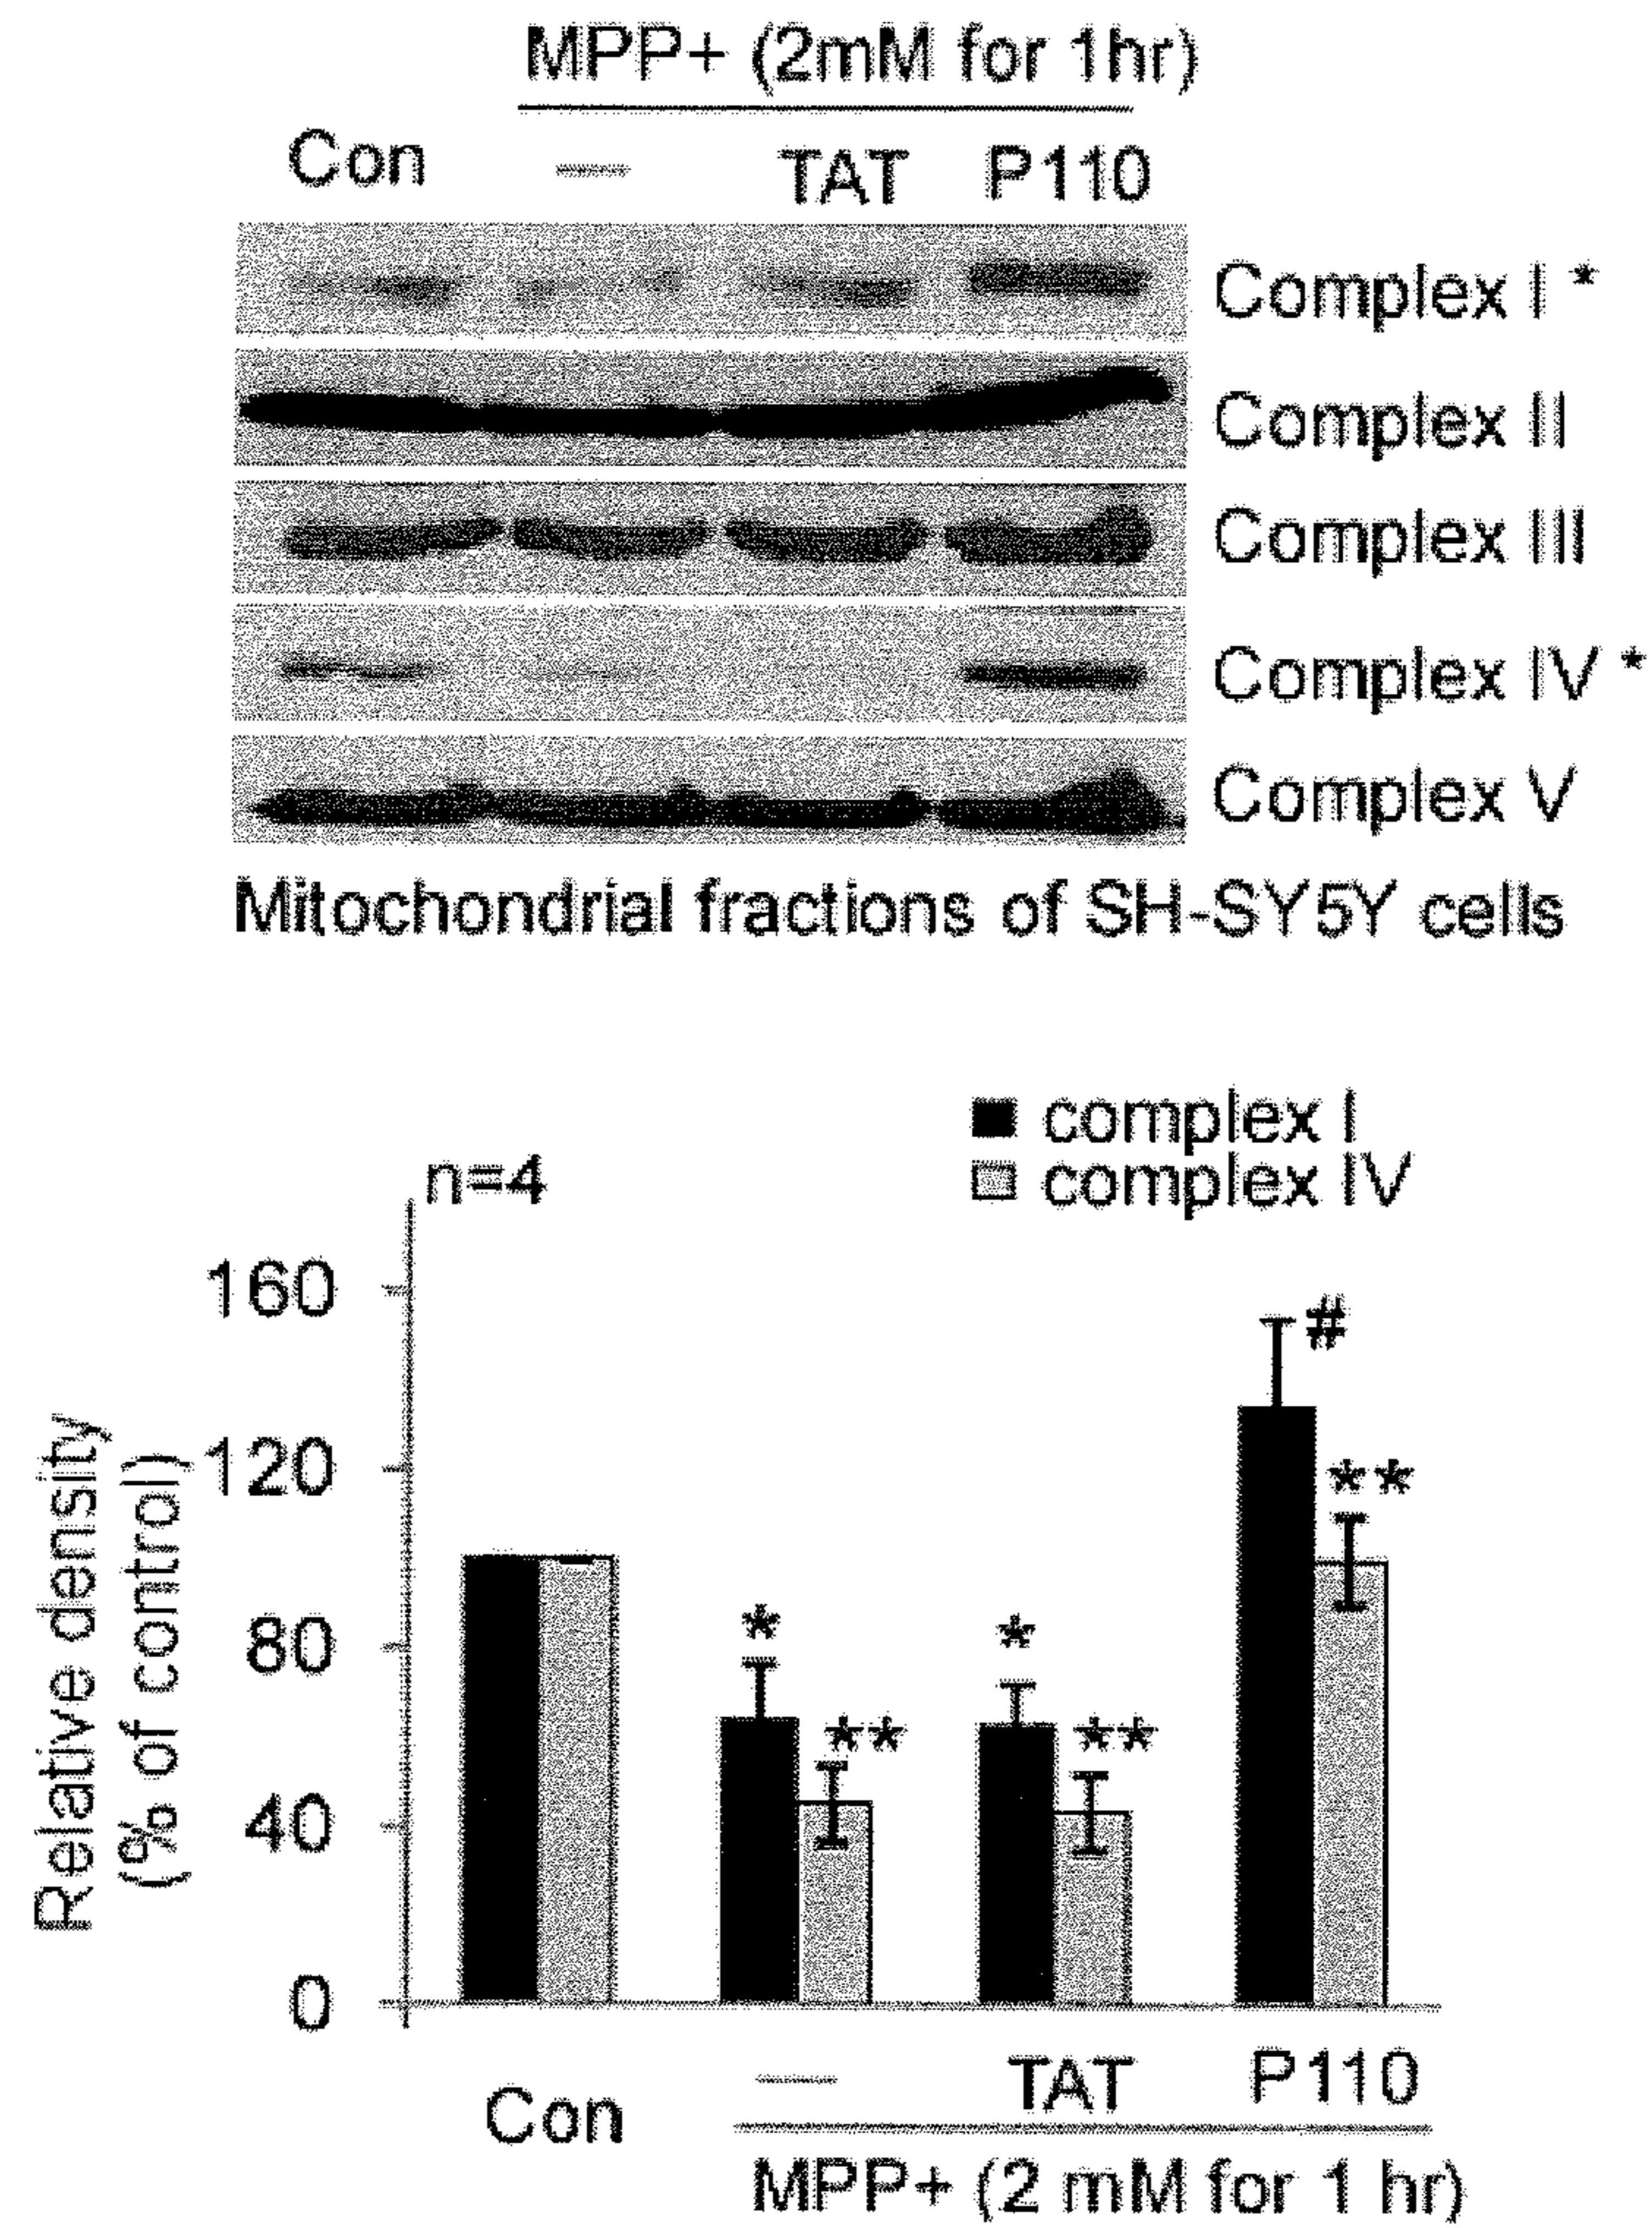 MPP+ (2mM for 1hr)
Con — TAT P110
Complex I *
Complex II
Complex III
Complex IV *
Complex V
Mitochondrial fractions of SH-SY5Y cells
complex I
complex IV
n=4
160
120
80
40
0
Relative density
(% of control)
#
**
*
**
*
**
Con — TAT P110
MPP+ (2 mM for 1 hr)